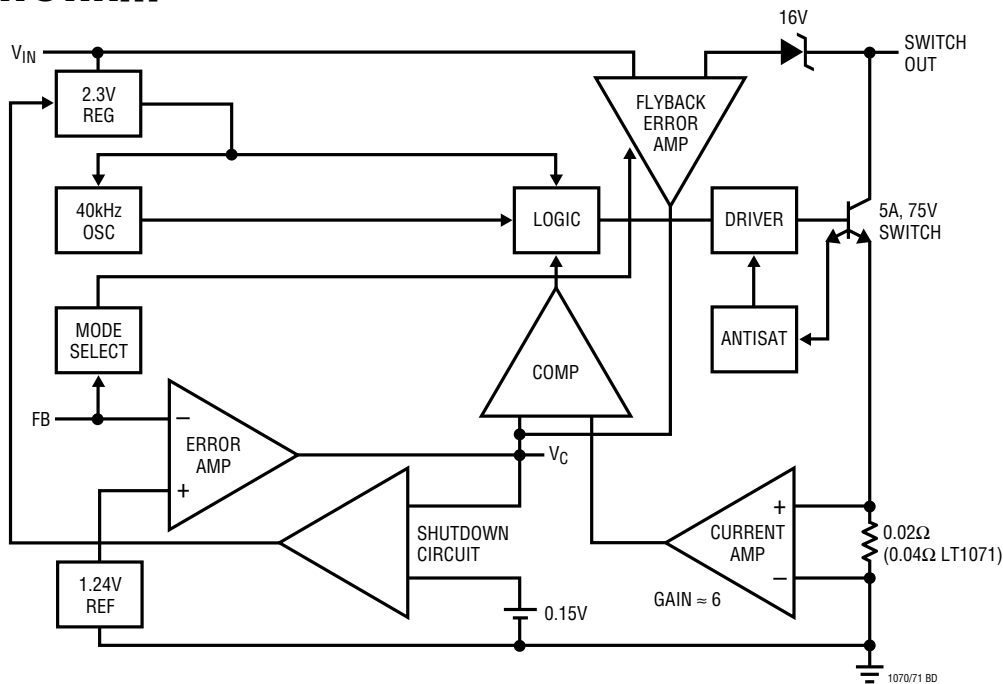 16V
V_IN
SWITCH
OUT
2.3V
REG
FLYBACK
ERROR
AMP
40kHz
OSC
LOGIC
DRIVER
5A, 75V
SWITCH
MODE
SELECT
ANTISAT
COMP
FB
–
ERROR
AMP
+
V_C
SHUTDOWN
CIRCUIT
+
CURRENT
AMP
–
0.02Ω
(0.04Ω LT1071)
1.24V
REF
GAIN ≈ 6
0.15V
1070/71 BD